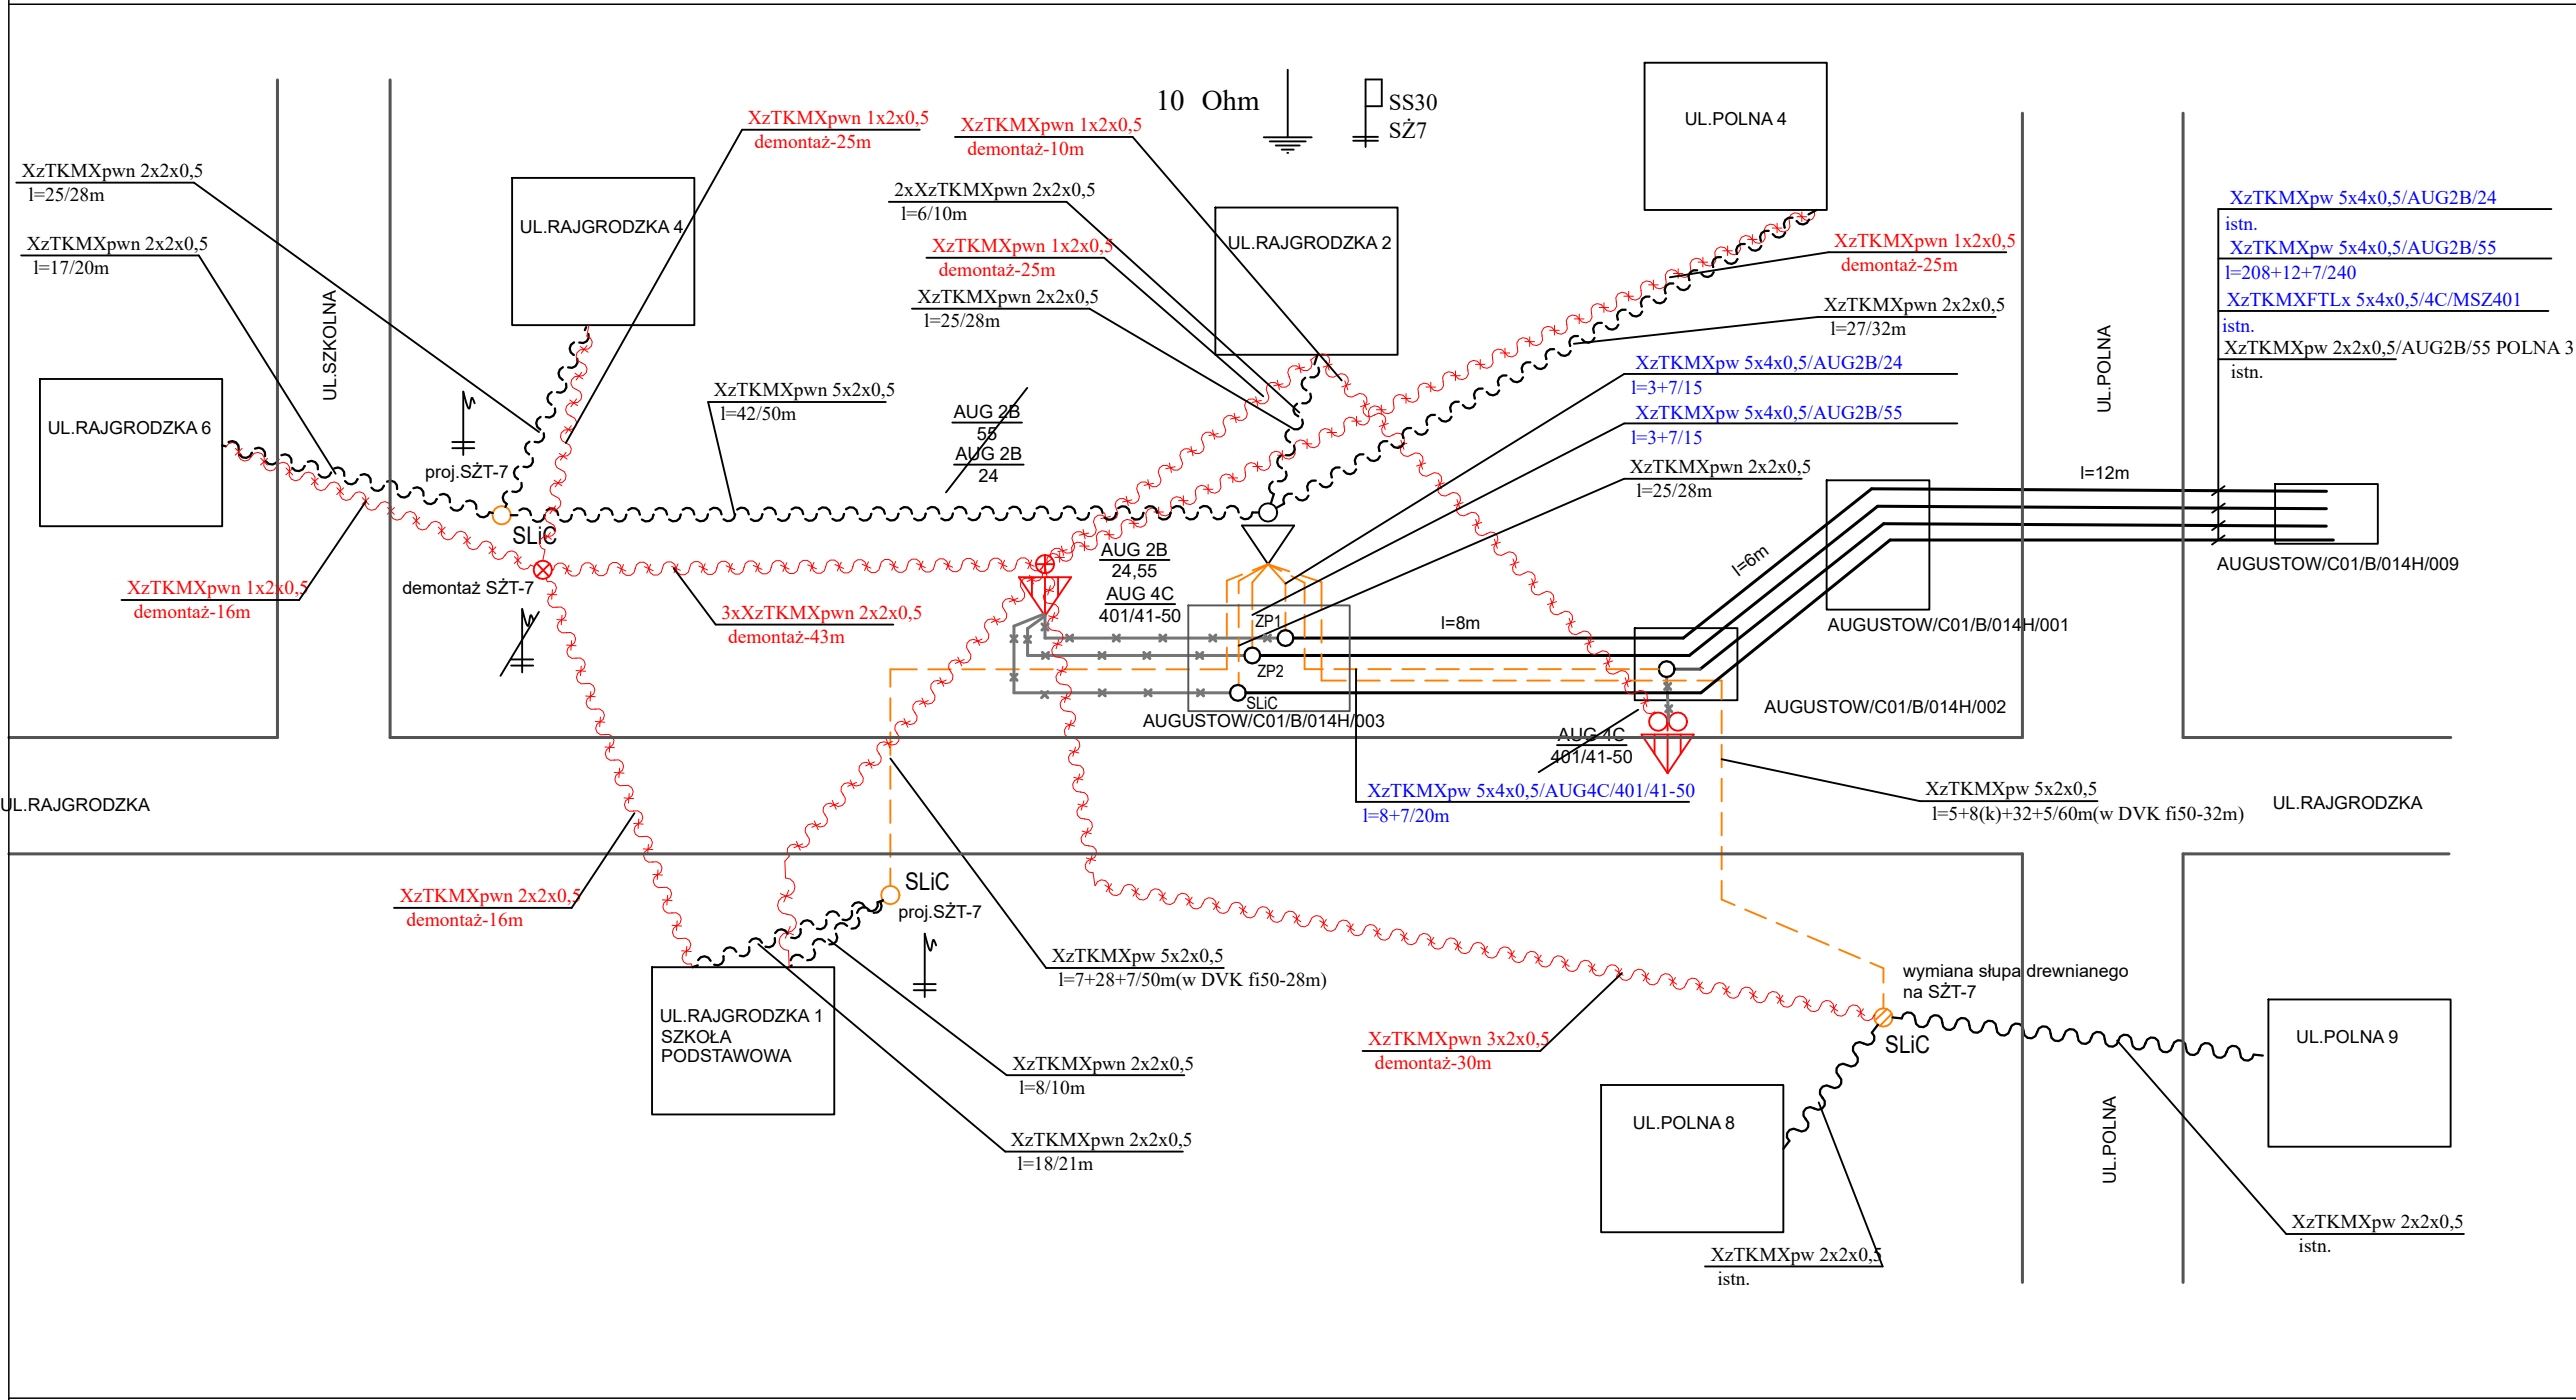 10 Ohm
SS30
SŻ7
XzTKMXpwn 1x2x0,5
demontaż-25m
XzTKMXpwn 1x2x0,5
demontaż-10m
UL.POLNA 4
XzTKMXpwn 2x2x0,5
l=25/28m
2xXzTKMXpwn 2x2x0,5
l=6/10m
XzTKMXpw 5x4x0,5/AUG2B/24
istn.
XzTKMXpw 5x4x0,5/AUG2B/55
l=208+12+7/240
XzTKMXFTLx 5x4x0,5/4C/MSZ401
istn.
XzTKMXpw 2x2x0,5/AUG2B/55 POLNA 3
istn.
UL.RAJGRODZKA 4
XzTKMXpwn 2x2x0,5
l=17/20m
XzTKMXpwn 1x2x0,5
demontaż-25m
UL.RAJGRODZKA 2
XzTKMXpwn 1x2x0,5
demontaż-25m
XzTKMXpwn 2x2x0,5
l=25/28m
XzTKMXpwn 2x2x0,5
l=27/32m
UL.SZKOLNA
UL.POLNA
XzTKMXpw 5x4x0,5/AUG2B/24
l=3+7/15
XzTKMXpwn 5x2x0,5
l=42/50m
AUG 2B
55
AUG 2B
24
XzTKMXpw 5x4x0,5/AUG2B/55
l=3+7/15
UL.RAJGRODZKA 6
proj.SŻT-7
XzTKMXpwn 2x2x0,5
l=25/28m
l=12m
SLiC
AUG 2B
24,55
AUG 4C
401/41-50
l=6m
AUGUSTOW/C01/B/014H/009
demontaż SŻT-7
XzTKMXpwn 1x2x0,5
demontaż-16m
3xXzTKMXpwn 2x2x0,5
demontaż-43m
ZP1
l=8m
AUGUSTOW/C01/B/014H/001
ZP2
SLiC
AUGUSTOW/C01/B/014H/003
AUGUSTOW/C01/B/014H/002
AUG 4C
401/41-50
UL.RAJGRODZKA
XzTKMXpw 5x4x0,5/AUG4C/401/41-50
l=8+7/20m
XzTKMXpw 5x2x0,5
l=5+8(k)+32+5/60m(w DVK fi50-32m)
UL.RAJGRODZKA
XzTKMXpwn 2x2x0,5
demontaż-16m
SLiC
proj.SŻT-7
XzTKMXpw 5x2x0,5
l=7+28+7/50m(w DVK fi50-28m)
wymiana słupa drewnianego
na SŻT-7
UL.RAJGRODZKA 1
SZKOŁA
PODSTAWOWA
XzTKMXpwn 3x2x0,5
demontaż-30m
SLiC
UL.POLNA 9
XzTKMXpwn 2x2x0,5
l=8/10m
UL.POLNA 8
UL.POLNA
XzTKMXpwn 2x2x0,5
l=18/21m
XzTKMXpw 2x2x0,5
istn.
XzTKMXpw 2x2x0,5
istn.